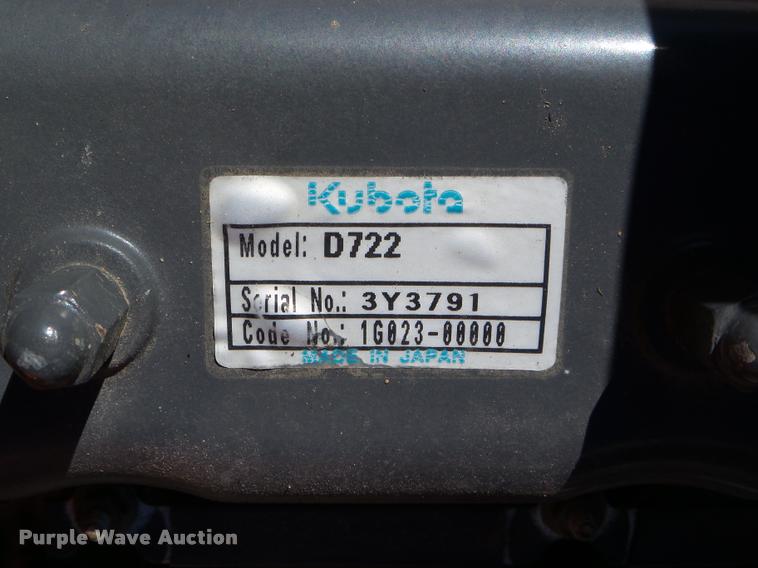 Kubota
Model: D722
Serial No.: 3Y3791
Code No.: 1G023-00000
MADE IN JAPAN
Purple Wave Auction